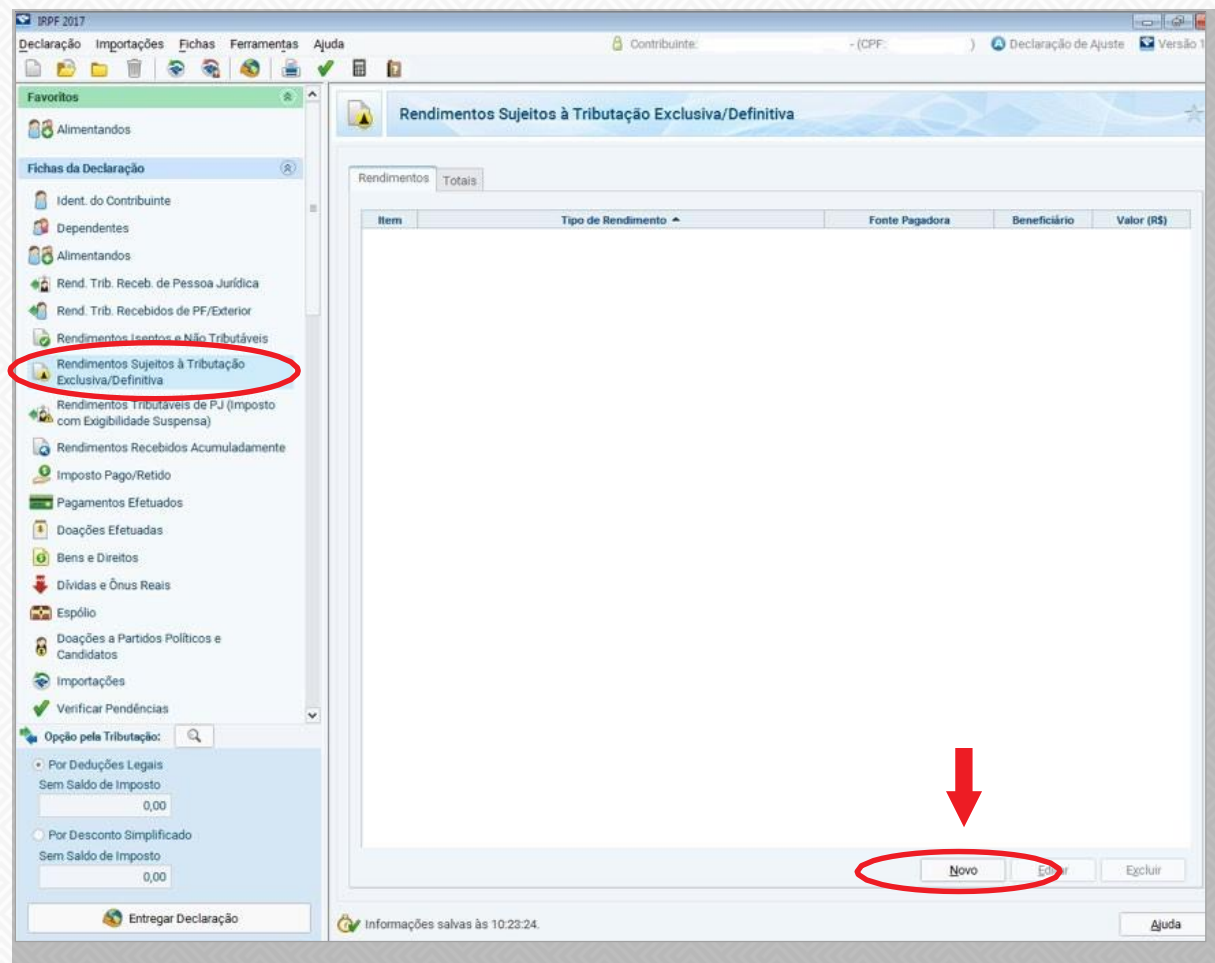 IRPF 2017
Declaração Importações Fichas Ferramentas Ajuda Contribuinte: - (CPF: ) Declaração de Ajuste Versão 1
Favoritos
Alimentandos
Fichas da Declaração
Ident. do Contribuinte
Dependentes
Alimentandos
Rend. Trib. Receb. de Pessoa Jurídica
Rend. Trib. Recebidos de PF/Exterior
Rendimentos Isentos e Não Tributáveis
Rendimentos Sujeitos à Tributação
Exclusiva/Definitiva
Rendimentos Tributáveis de PJ (Imposto
com Exigibilidade Suspensa)
Rendimentos Recebidos Acumuladamente
Imposto Pago/Retido
Pagamentos Efetuados
Doações Efetuadas
Bens e Direitos
Dívidas e Ônus Reais
Espólio
Doações a Partidos Políticos e
Candidatos
Importações
Verificar Pendências
Opção pela Tributação:
Por Deduções Legais
Sem Saldo de Imposto
0,00
Por Desconto Simplificado
Sem Saldo de Imposto
0,00
Entregar Declaração
Rendimentos Sujeitos à Tributação Exclusiva/Definitiva
Rendimentos Totais
Item Tipo de Rendimento Fonte Pagadora Beneficiário Valor (R$)
Novo Editar Excluir
Informações salvas às 10:23:24. Ajuda